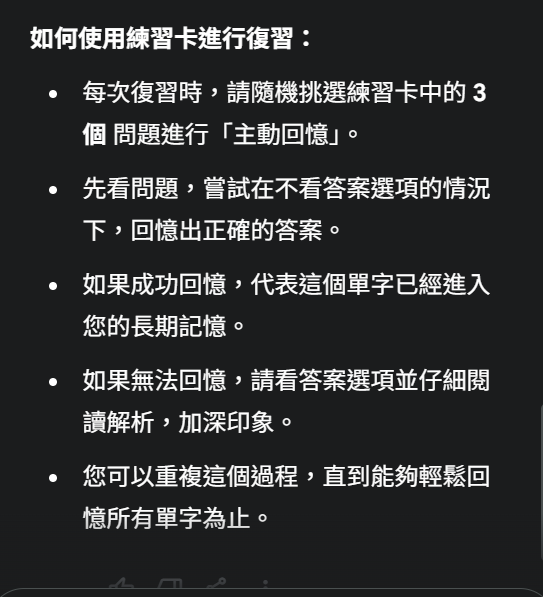 如何使用練習卡進行復習：
• 每次復習時，請隨機挑選練習卡中的 3
個 問題進行「主動回憶」。
• 先看問題，嘗試在不看答案選項的情況
下，回憶出正確的答案。
• 如果成功回憶，代表這個單字已經進入
您的長期記憶。
• 如果無法回憶，請看答案選項並仔細閱
讀解析，加深印象。
• 您可以重複這個過程，直到能夠輕鬆回
憶所有單字為止。